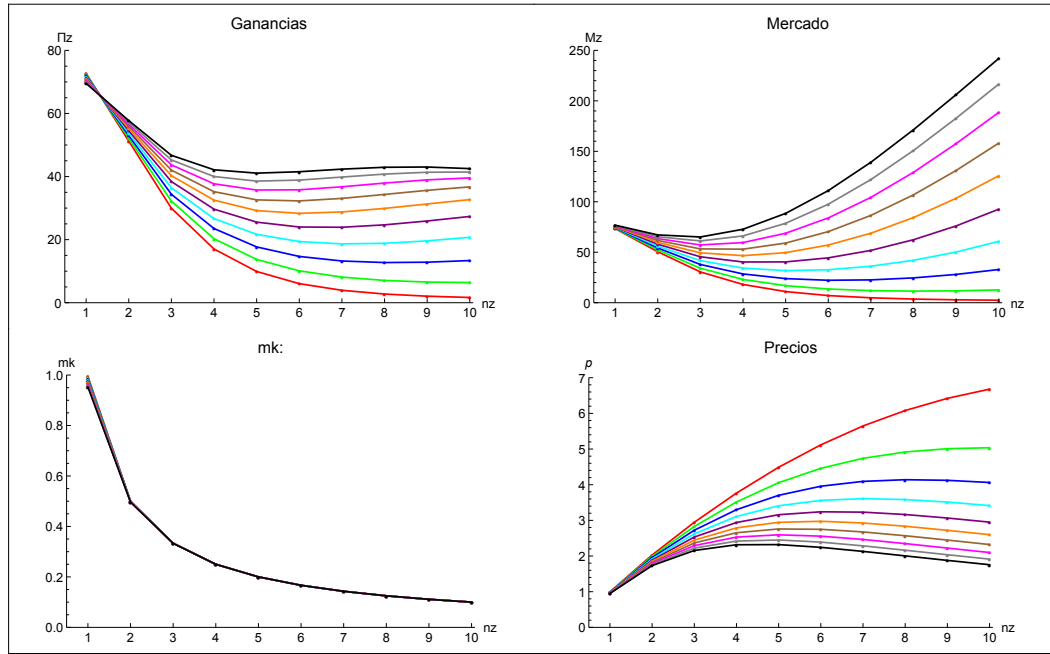 Ganancias
Πz
80
60
40
20
0
1 2 3 4 5 6 7 8 9 10 nz
Mercado
Mz
250
200
150
100
50
0
1 2 3 4 5 6 7 8 9 10 nz
mk:
mk
1.0
0.8
0.6
0.4
0.2
0.0
1 2 3 4 5 6 7 8 9 10 nz
Precios
p
7
6
5
4
3
2
1
0
1 2 3 4 5 6 7 8 9 10 nz